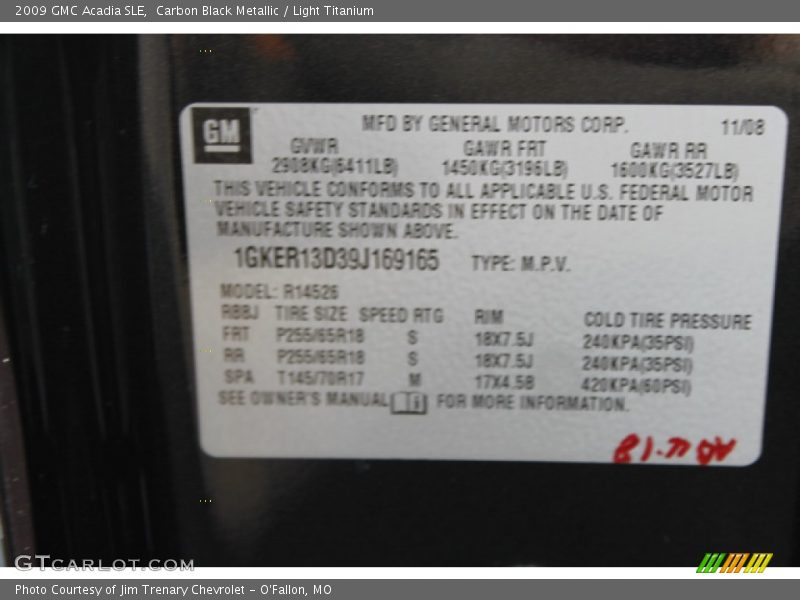 2009 GMC Acadia SLE,  Carbon Black Metallic / Light Titanium
GM
MFD BY GENERAL MOTORS CORP. 11/08
GVWR GAWR FRT GAWR RR
2908KG(6411LB) 1450KG(3196LB) 1600KG(3527LB)
THIS VEHICLE CONFORMS TO ALL APPLICABLE U.S. FEDERAL MOTOR
VEHICLE SAFETY STANDARDS IN EFFECT ON THE DATE OF
MANUFACTURE SHOWN ABOVE.
1GKER13D39J169165 TYPE: M.P.V.
MODEL: R14526
RBBJ TIRE SIZE SPEED RTG RIM COLD TIRE PRESSURE
FRT P255/65R18 S 18X7.5J 240KPA(35PSI)
RR P255/65R18 S 18X7.5J 240KPA(35PSI)
SPA T145/70R17 M 17X4.5B 420KPA(60PSI)
SEE OWNER'S MANUAL FOR MORE INFORMATION.
GTCARLOT.COM
Photo Courtesy of Jim Trenary Chevrolet - O'Fallon, MO